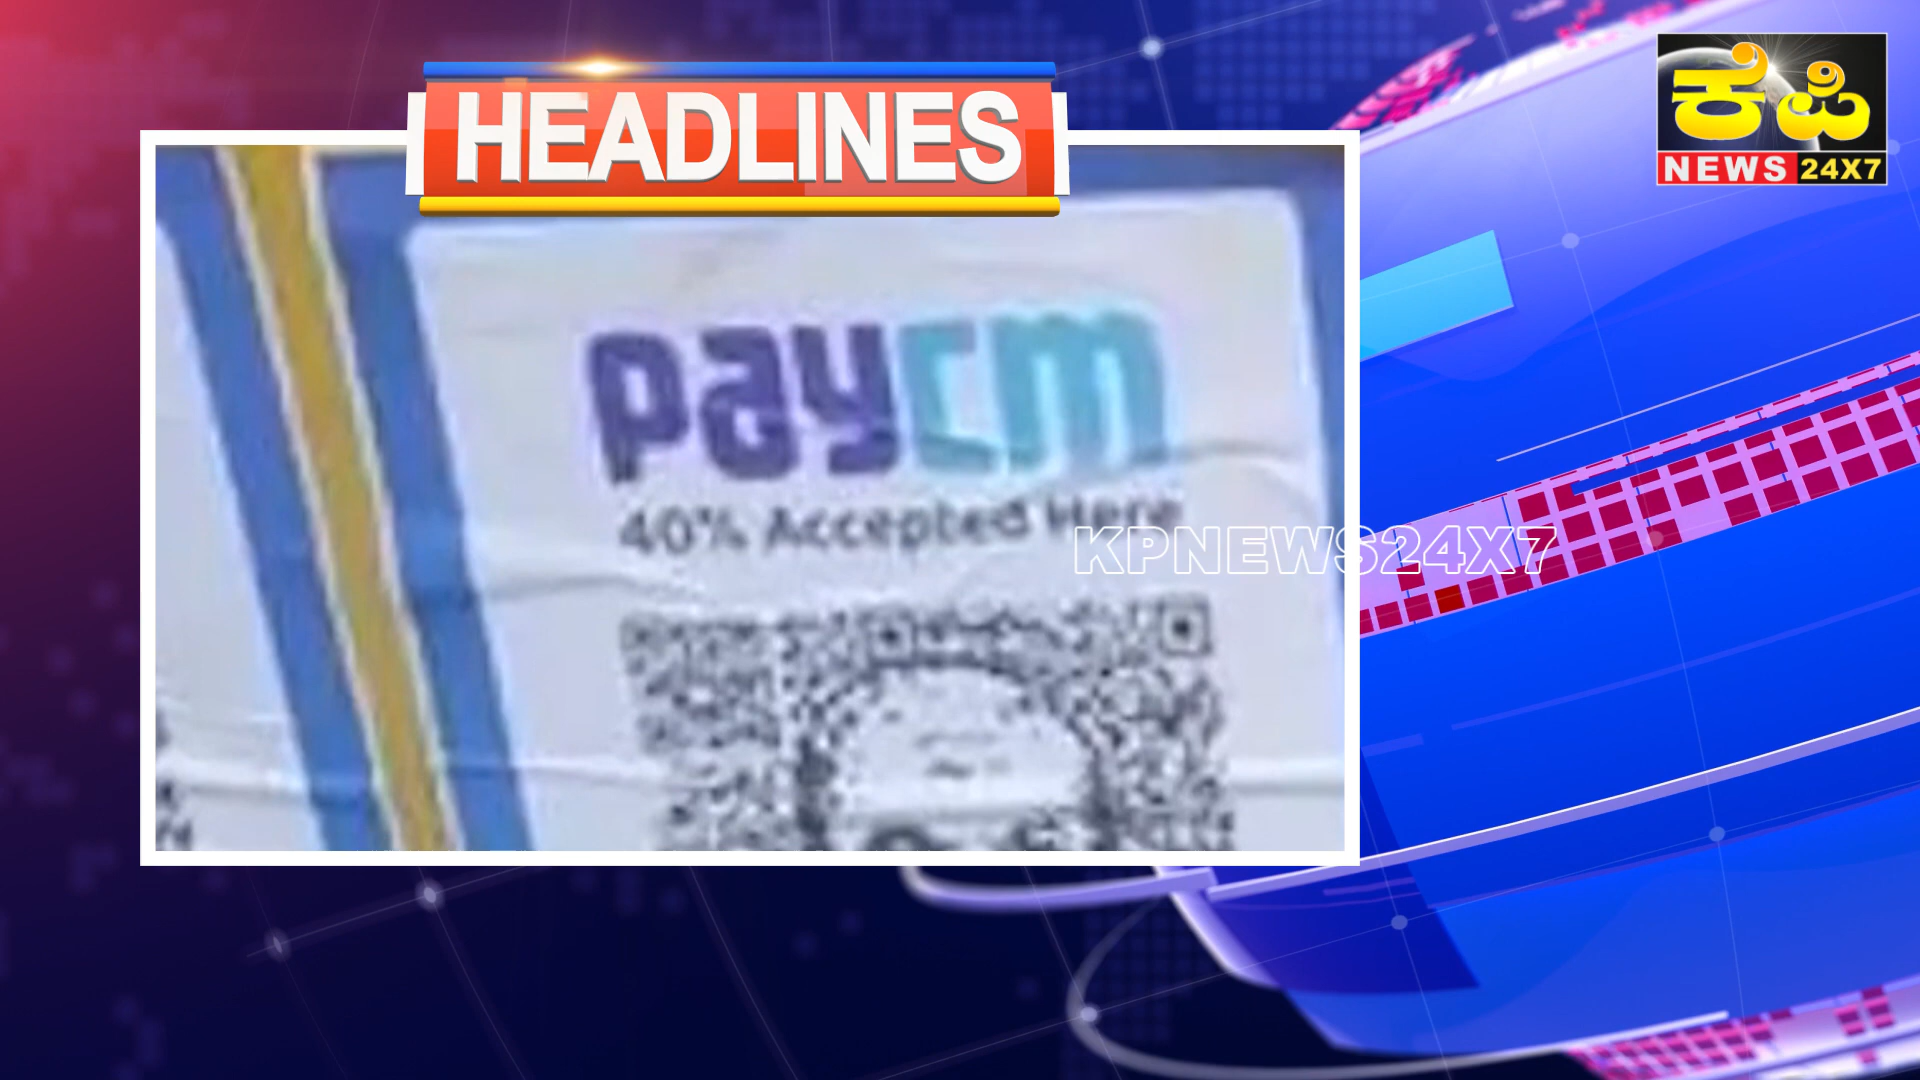 HEADLINES
ಕೆಪಿ
NEWS 24X7
paycm
40% Accepted Here
KPNEWS24X7